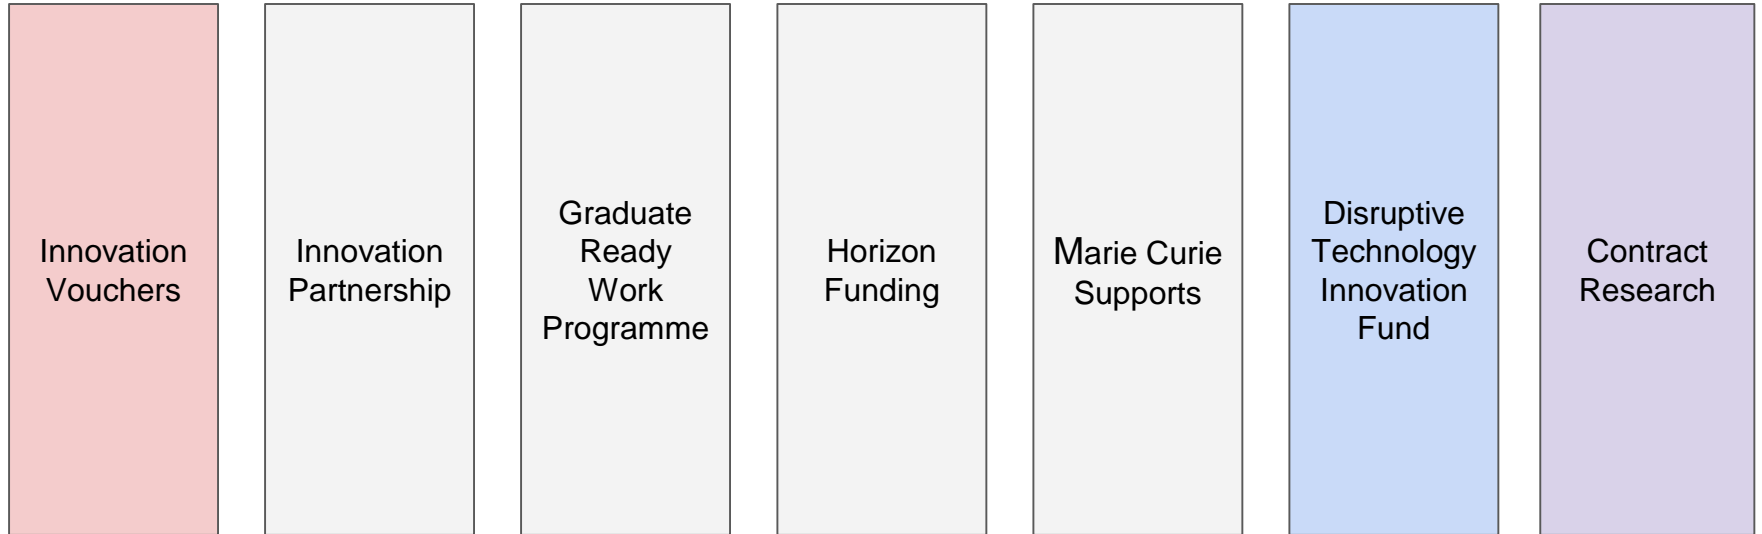 Innovation
Vouchers
Innovation
Partnership
Graduate
Ready
Work
Programme
Horizon
Funding
Marie Curie
Supports
Disruptive
Technology
Innovation
Fund
Contract
Research